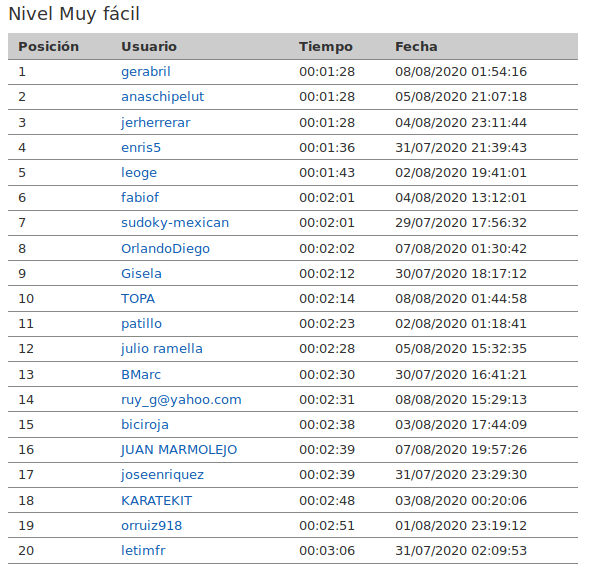 Nivel Muy fácil
Posición Usuario Tiempo Fecha
1 gerabril 00:01:28 08/08/2020 01:54:16
2 anaschipelut 00:01:28 05/08/2020 21:07:18
3 jerherrerar 00:01:28 04/08/2020 23:11:44
4 enris5 00:01:36 31/07/2020 21:39:43
5 leoge 00:01:43 02/08/2020 19:41:01
6 fabiof 00:02:01 04/08/2020 13:12:01
7 sudoky-mexican 00:02:01 29/07/2020 17:56:32
8 OrlandoDiego 00:02:02 07/08/2020 01:30:42
9 Gisela 00:02:12 30/07/2020 18:17:12
10 TOPA 00:02:14 08/08/2020 01:44:58
11 patillo 00:02:23 02/08/2020 01:18:41
12 julio ramella 00:02:28 05/08/2020 15:32:35
13 BMarc 00:02:30 30/07/2020 16:41:21
14 ruy_g@yahoo.com 00:02:31 08/08/2020 15:29:13
15 biciroja 00:02:38 03/08/2020 17:44:09
16 JUAN MARMOLEJO 00:02:39 07/08/2020 19:57:26
17 joseenriquez 00:02:39 31/07/2020 23:29:30
18 KARATEKIT 00:02:48 03/08/2020 00:20:06
19 orruiz918 00:02:51 01/08/2020 23:19:12
20 letimfr 00:03:06 31/07/2020 02:09:53